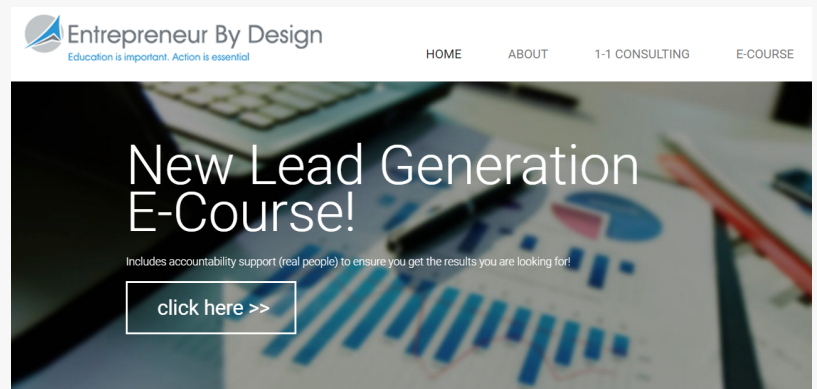 Entrepreneur By Design
Education is important. Action is essential
HOME ABOUT 1-1 CONSULTING E-COURSE
New Lead Generation
E-Course!
Includes accountability support (real people) to ensure you get the results you are looking for!
click here >>